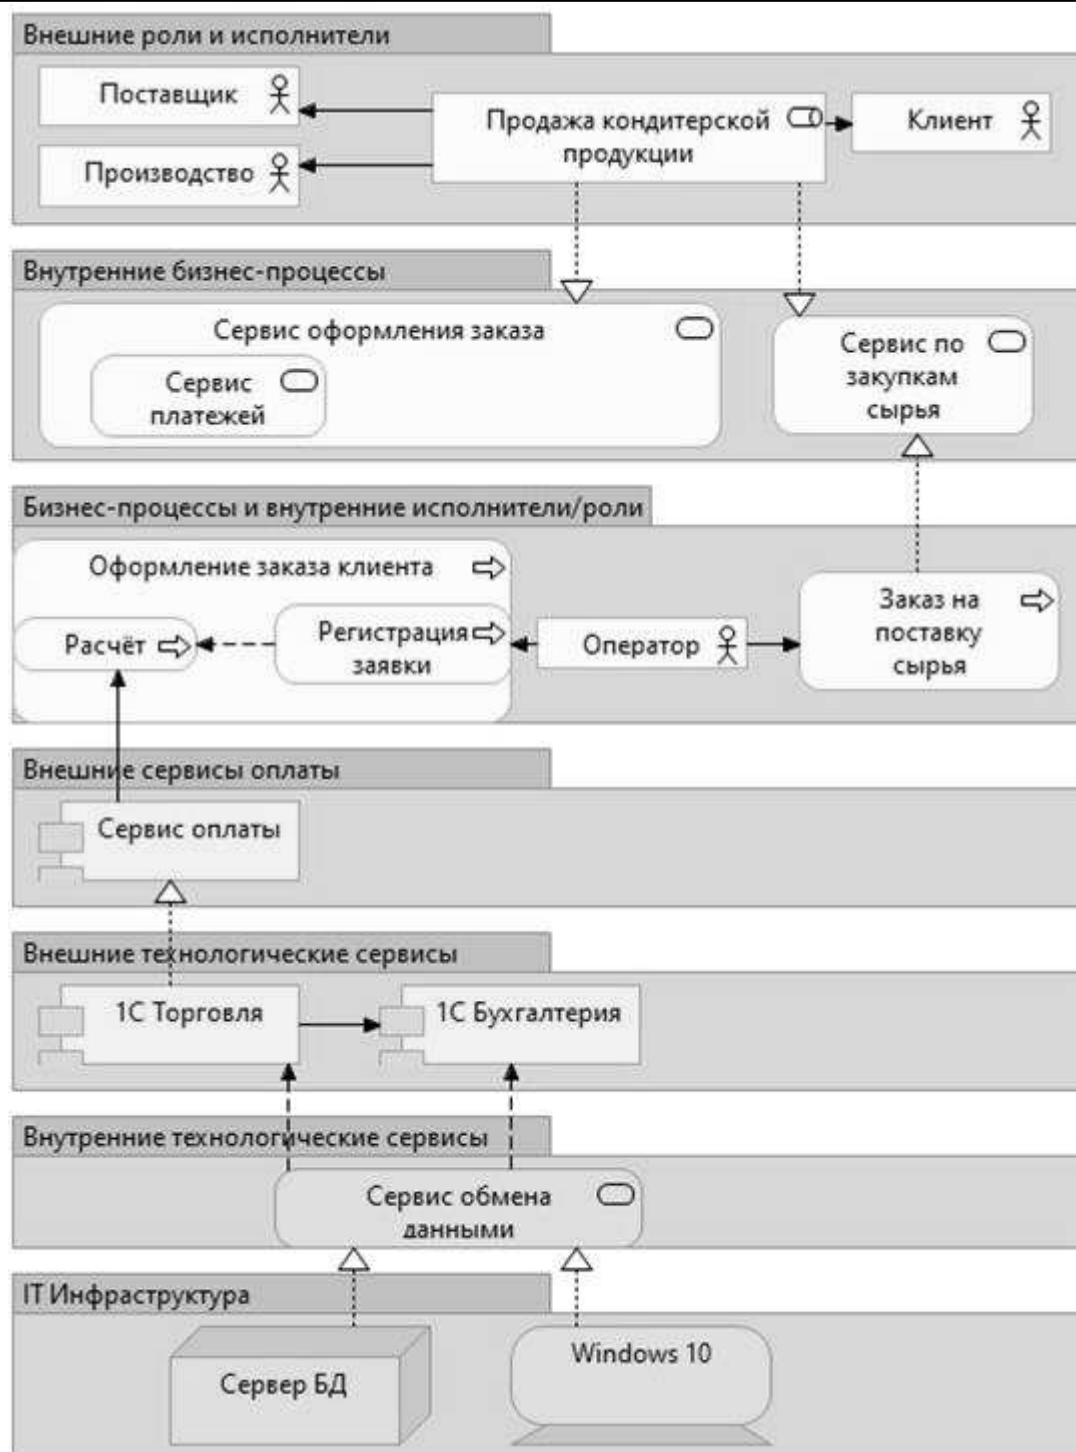 Внешние роли и исполнители
Поставщик
Продажа кондитерской
продукции
Клиент
Производство
Внутренние бизнес-процессы
Сервис оформления заказа
Сервис
платежей
Сервис по
закупкам
сырья
Бизнес-процессы и внутренние исполнители/роли
Оформление заказа клиента
Расчёт
Регистрация
заявки
Оператор
Заказ на
поставку
сырья
Внешние сервисы оплаты
Сервис оплаты
Внешние технологические сервисы
1С Торговля
1С Бухгалтерия
Внутренние технологические сервисы
Сервис обмена
данными
IT Инфраструктура
Сервер БД
Windows 10